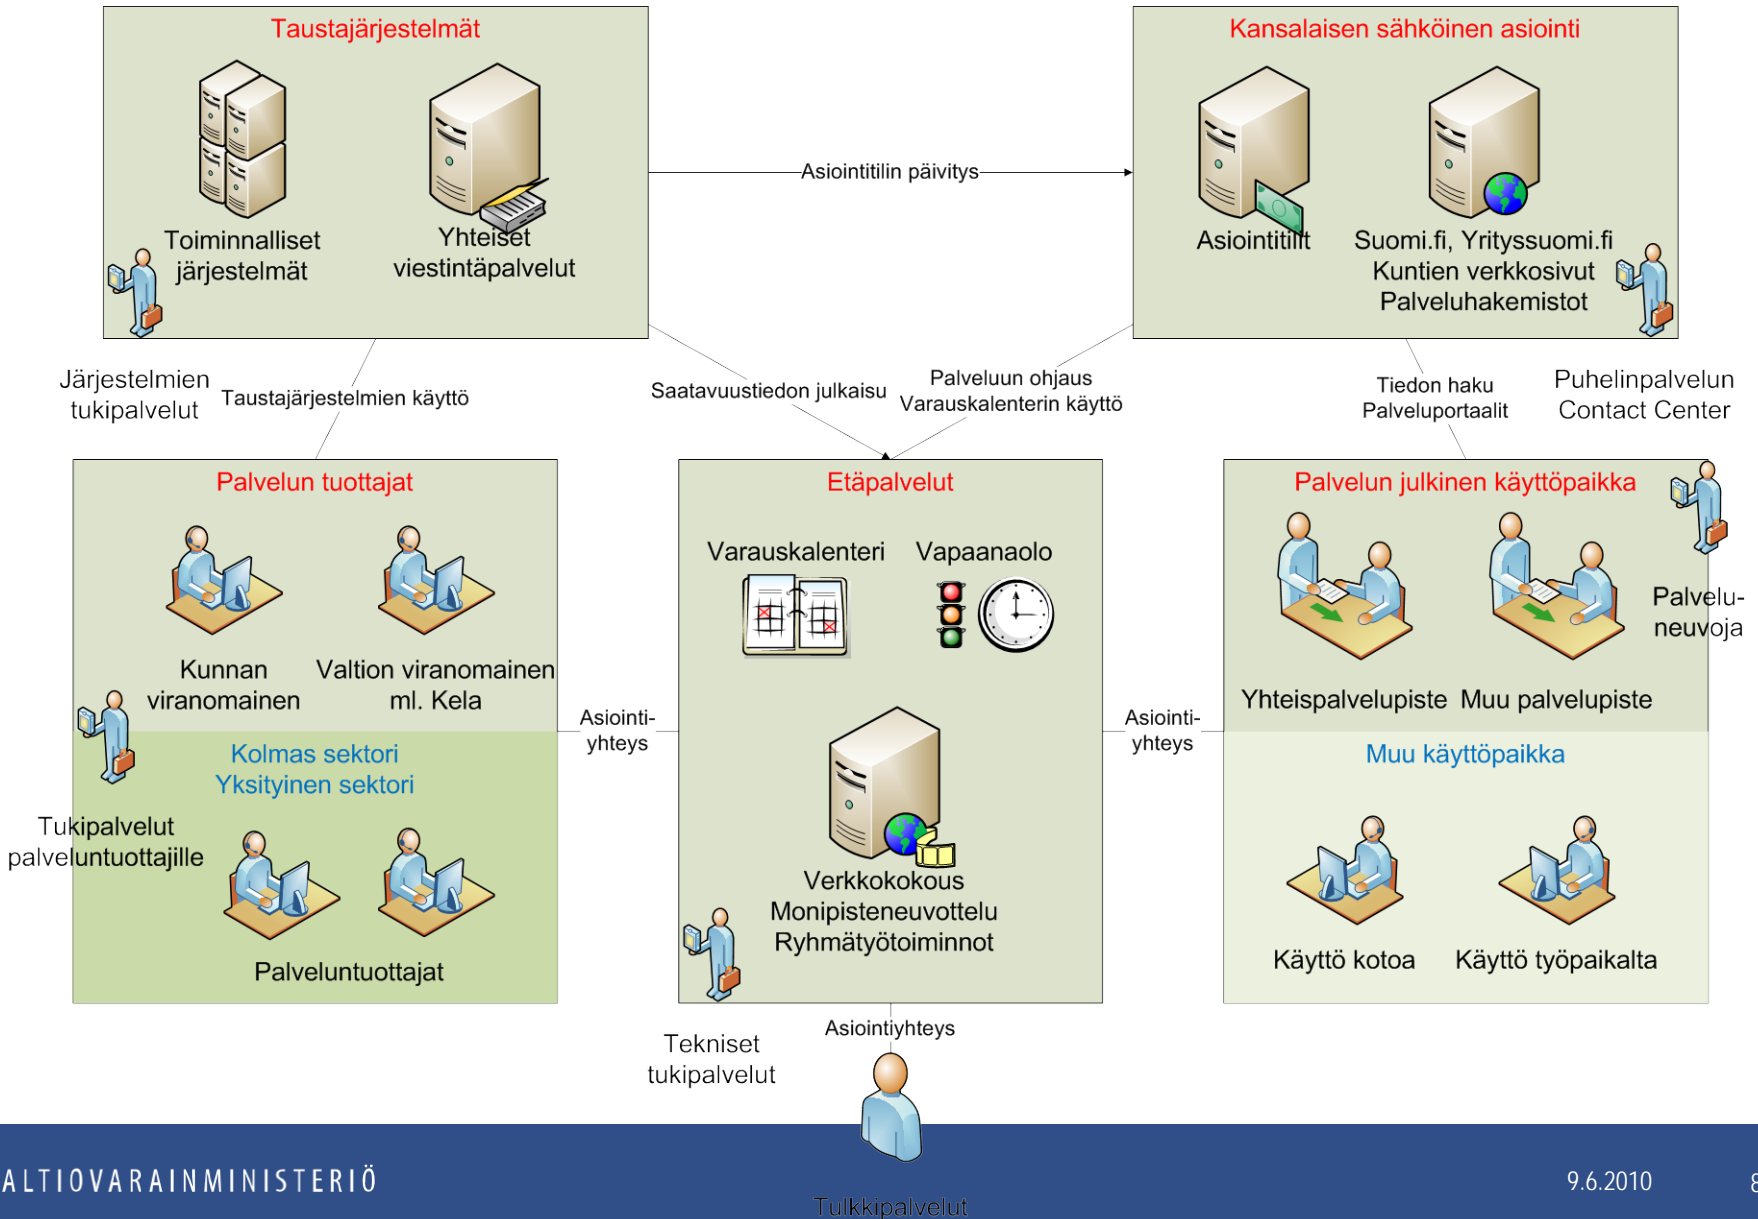 Taustajärjestelmät
Toiminnalliset
järjestelmät
Yhteiset
viestintäpalvelut
Asiointitilin päivitys
Kansalaisen sähköinen asiointi
Asiointitilit
Suomi.fi, Yrityssuomi.fi
Kuntien verkkosivut
Palveluhakemistot
Järjestelmien
tukipalvelut
Taustajärjestelmien käyttö
Saatavuustiedon julkaisu
Palveluun ohjaus
Varauskalenterin käyttö
Tiedon haku
Palveluportaalit
Puhelinpalvelun
Contact Center
Palvelun tuottajat
Kunnan
viranomainen
Valtion viranomainen
ml. Kela
Kolmas sektori
Yksityinen sektori
Tukipalvelut
palveluntuottajille
Palveluntuottajat
Asiointi-
yhteys
Etäpalvelut
Varauskalenteri
Vapaanaolo
Verkkokokous
Monipisteneuvottelu
Ryhmätyötoiminnot
Asiointi-
yhteys
Palvelun julkinen käyttöpaikka
Palvelu-
neuvoja
Yhteispalvelupiste
Muu palvelupiste
Muu käyttöpaikka
Käyttö kotoa
Käyttö työpaikalta
Asiointiyhteys
Tekniset
tukipalvelut
ALTIOVARAINMINISTERIÖ
Tulkkipalvelut
9.6.2010
8